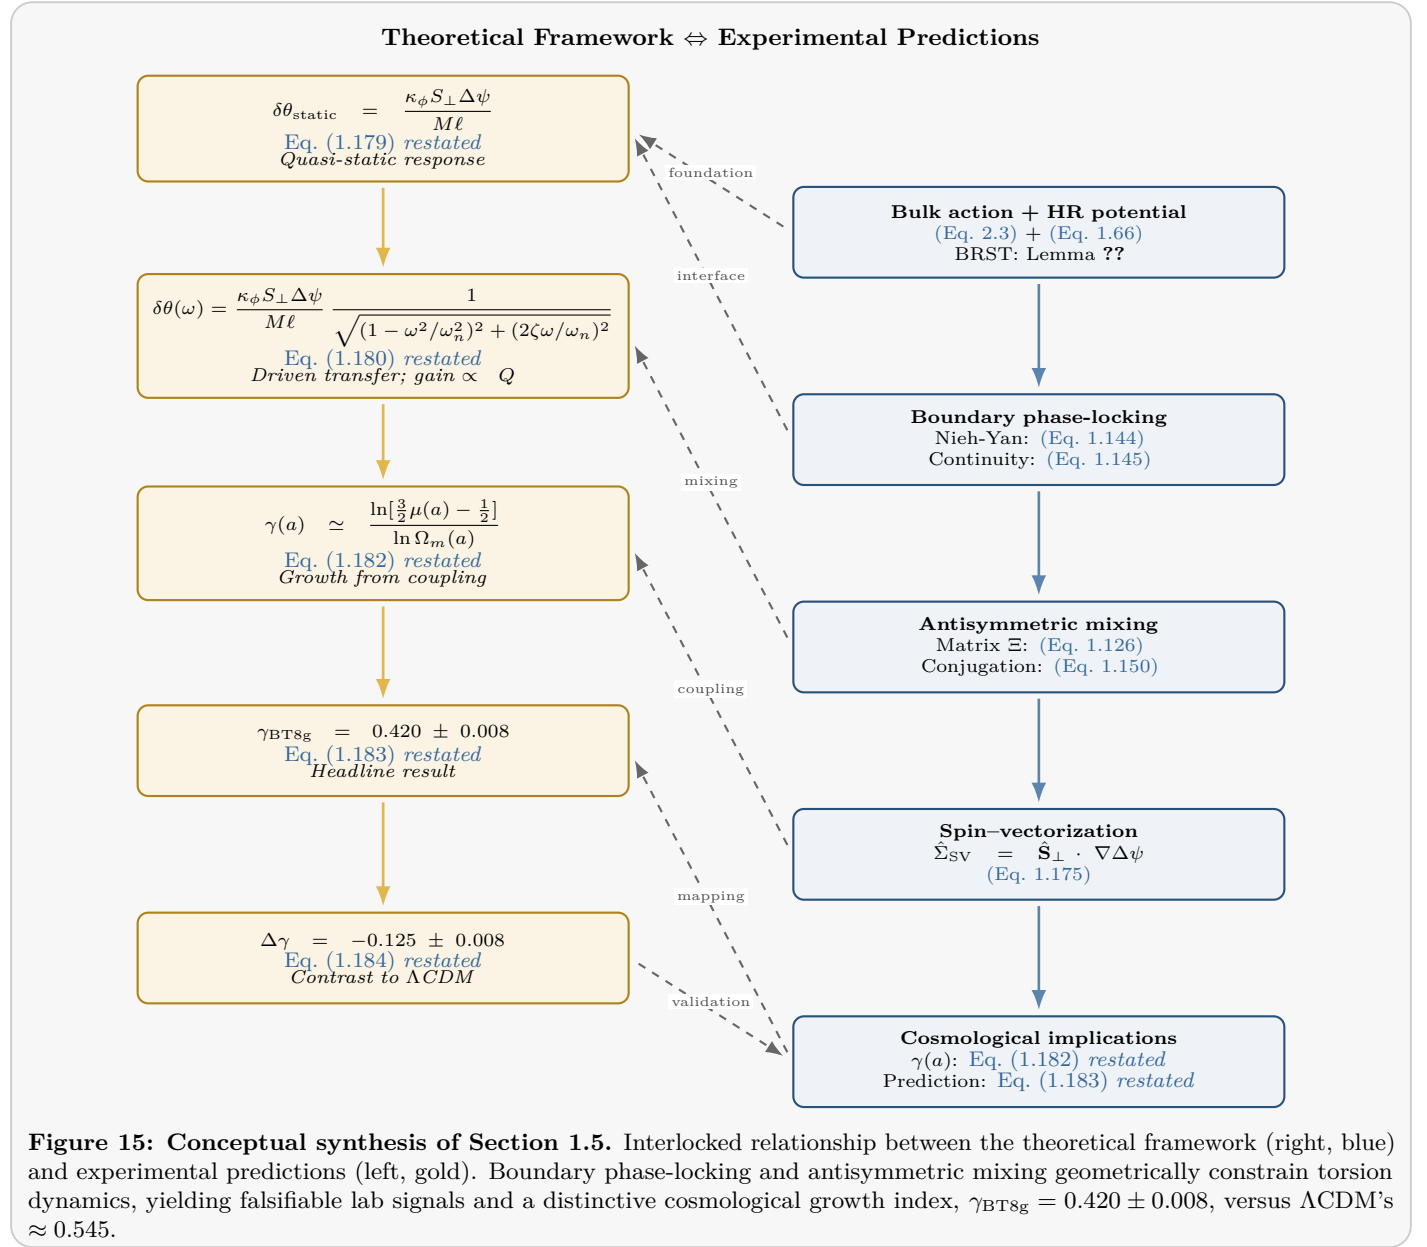 Theoretical Framework ⇔ Experimental Predictions
δθ_static = κ_ϕ S_⊥ Δψ / Mℓ
Eq. (1.179) restated
Quasi-static response
δθ(ω) = κ_ϕ S_⊥ Δψ / Mℓ 1 / √((1 − ω²/ω_n²)² + (2ζω/ω_n)²)
Eq. (1.180) restated
Driven transfer; gain ∝ Q
γ(a) ≃ ln[3/2 μ(a) − 1/2] / ln Ω_m(a)
Eq. (1.182) restated
Growth from coupling
γ_BT8g = 0.420 ± 0.008
Eq. (1.183) restated
Headline result
Δγ = −0.125 ± 0.008
Eq. (1.184) restated
Contrast to ΛCDM
foundation
interface
mixing
coupling
mapping
validation
Bulk action + HR potential
(Eq. 2.3) + (Eq. 1.66)
BRST: Lemma ??
Boundary phase-locking
Nieh-Yan: (Eq. 1.144)
Continuity: (Eq. 1.145)
Antisymmetric mixing
Matrix Ξ: (Eq. 1.126)
Conjugation: (Eq. 1.150)
Spin–vectorization
Σ̂_SV = Ŝ_⊥ · ∇Δψ
(Eq. 1.175)
Cosmological implications
γ(a): Eq. (1.182) restated
Prediction: Eq. (1.183) restated
Figure 15: Conceptual synthesis of Section 1.5. Interlocked relationship between the theoretical framework (right, blue)
and experimental predictions (left, gold). Boundary phase-locking and antisymmetric mixing geometrically constrain torsion
dynamics, yielding falsifiable lab signals and a distinctive cosmological growth index, γ_BT8g = 0.420 ± 0.008, versus ΛCDM's
≈ 0.545.